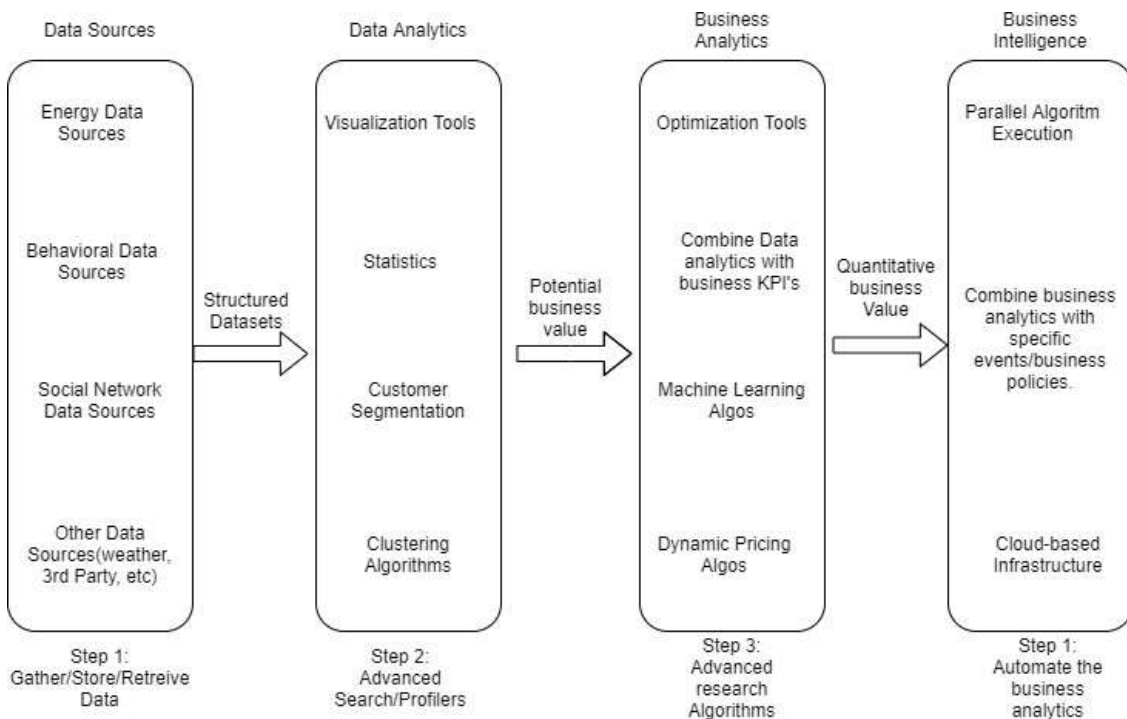 Data Sources
Energy Data
Sources
Behavioral Data
Sources
Social Network
Data Sources
Other Data
Sources(weather,
3rd Party, etc)
Step 1:
Gather/Store/Retreive
Data
Structured
Datasets
Data Analytics
Visualization Tools
Statistics
Customer
Segmentation
Clustering
Algorithms
Step 2:
Advanced
Search/Profilers
Potential
business
value
Business
Analytics
Optimization Tools
Combine Data
analytics with
business KPI's
Machine Learning
Algos
Dynamic Pricing
Algos
Step 3:
Advanced
research
Algorithms
Quantitative
business
Value
Business
Intelligence
Parallel Algoritm
Execution
Combine business
analytics with
specific
events/business
policies.
Cloud-based
Infrastructure
Step 1:
Automate the
business
analytics